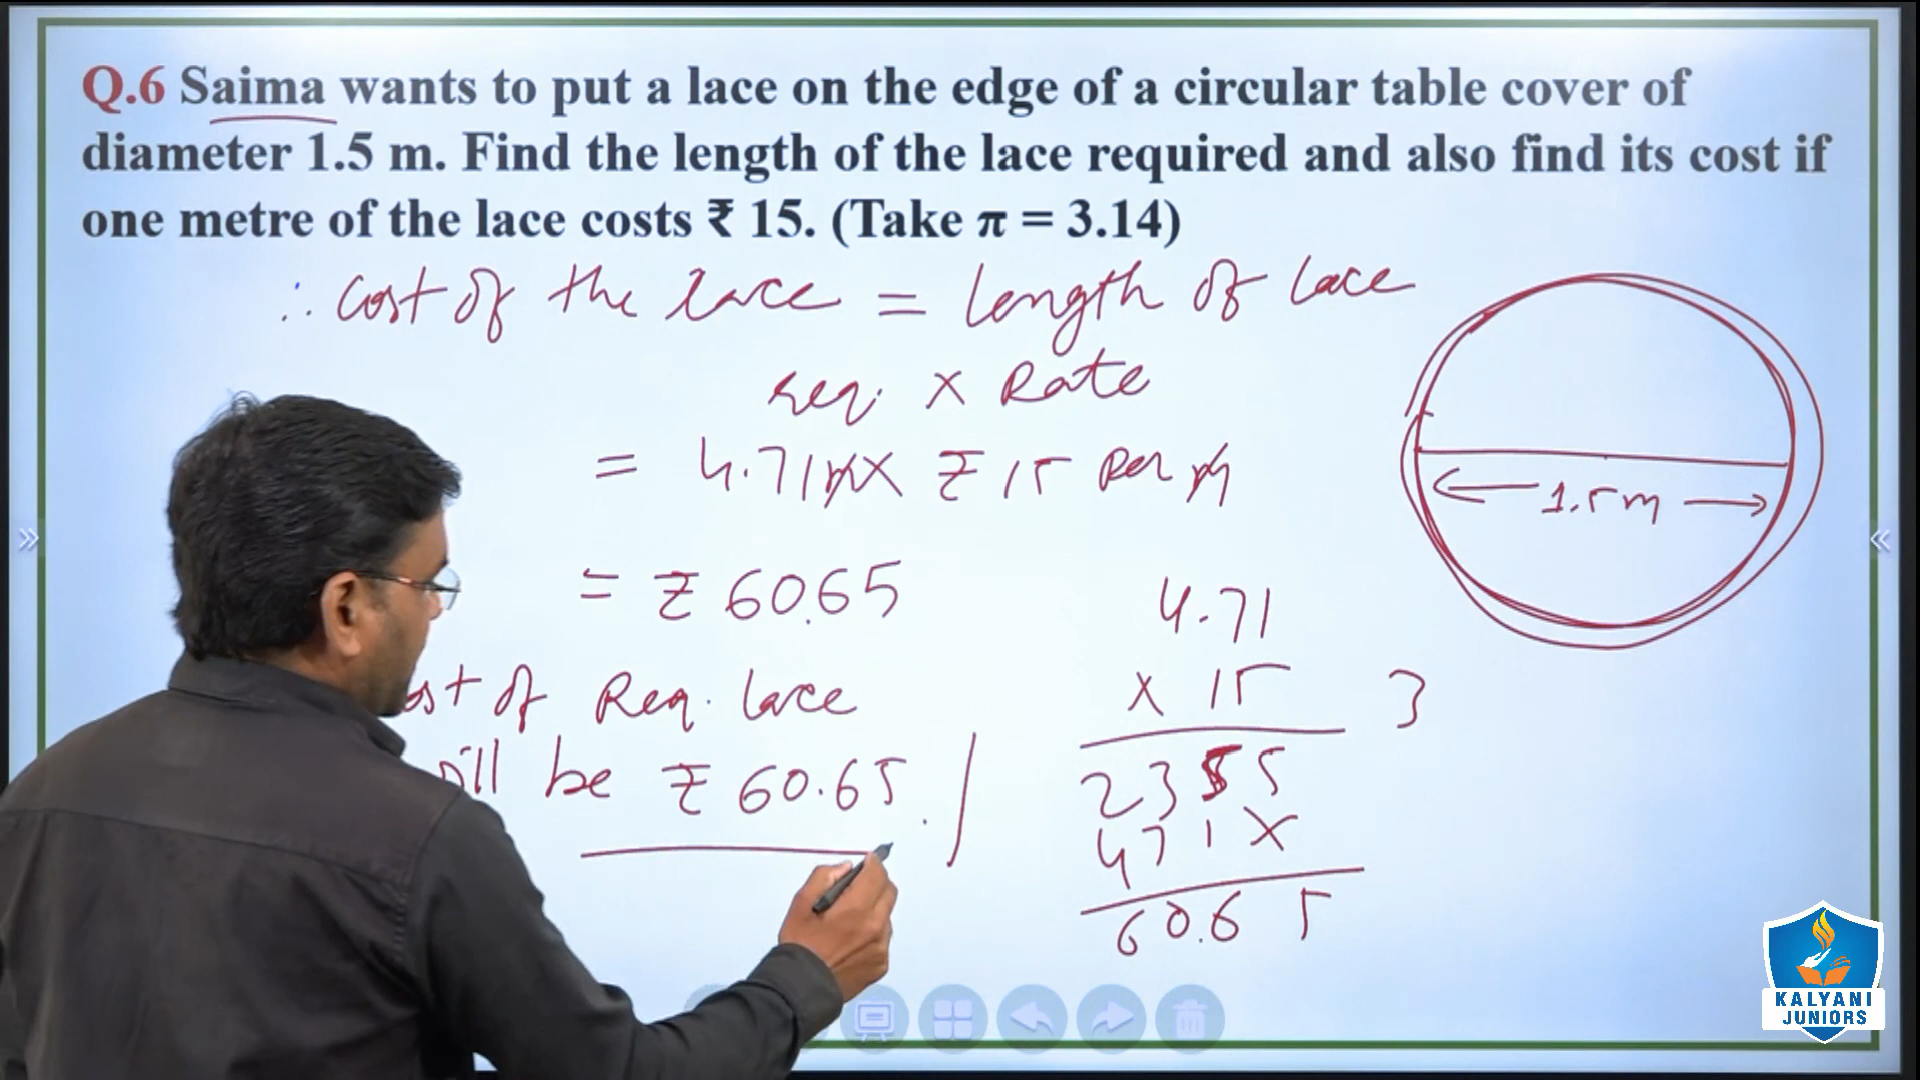 Q.6 Saima wants to put a lace on the edge of a circular table cover of
diameter 1.5 m. Find the length of the lace required and also find its cost if
one metre of the lace costs ₹ 15. (Take π = 3.14)
∴ Cost of the lace = length of lace
req. × Rate
= 4.71m × ₹ 15 Per m
= ₹ 60.65
ost of Req. lace
ill be ₹ 60.65.
1.5m
4.71
× 15
3
2355
471×
60.65
KALYANI
JUNIORS